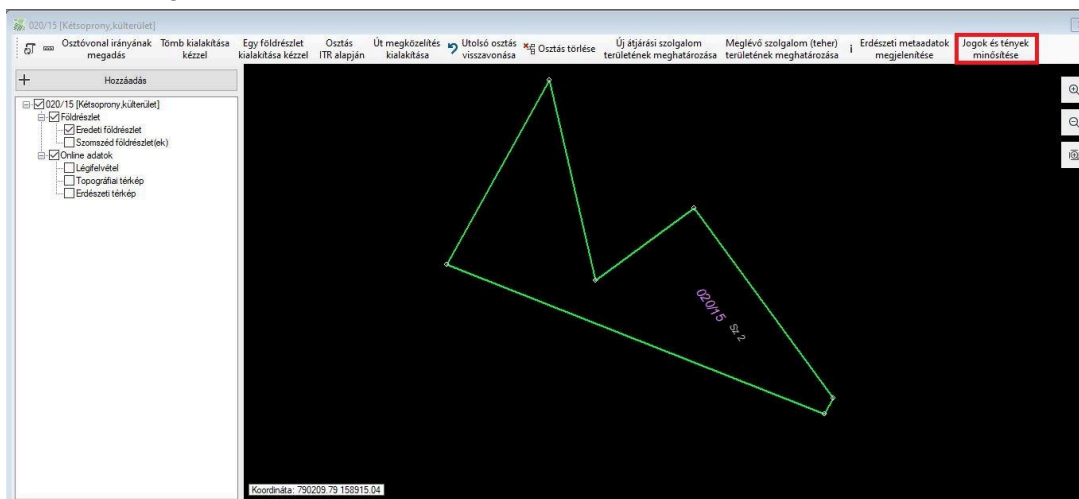 020/15 [Kétsoprony,külterület]
Osztóvonal irányának megadás
Tömb kialakítása kézzel
Egy földrészlet kialakítása kézzel
Osztás ITR alapján
Út megközelítés kialakítása
Utolsó osztás visszavonása
Osztás törlése
Új átjárási szolgalom területének meghatározása
Meglévő szolgalom (teher) területének meghatározása
i
Erdészeti metaadatok megjelenítése
Jogok és tények minősítése
Hozzáadás
020/15 [Kétsoprony,külterület]
Földrészlet
Eredeti földrészlet
Szomszéd földrészlet(ek)
Online adatok
Légifelvétel
Topográfiai térkép
Erdészeti térkép
020/15
Sz 2
Koordináta: 790209.79 158915.04